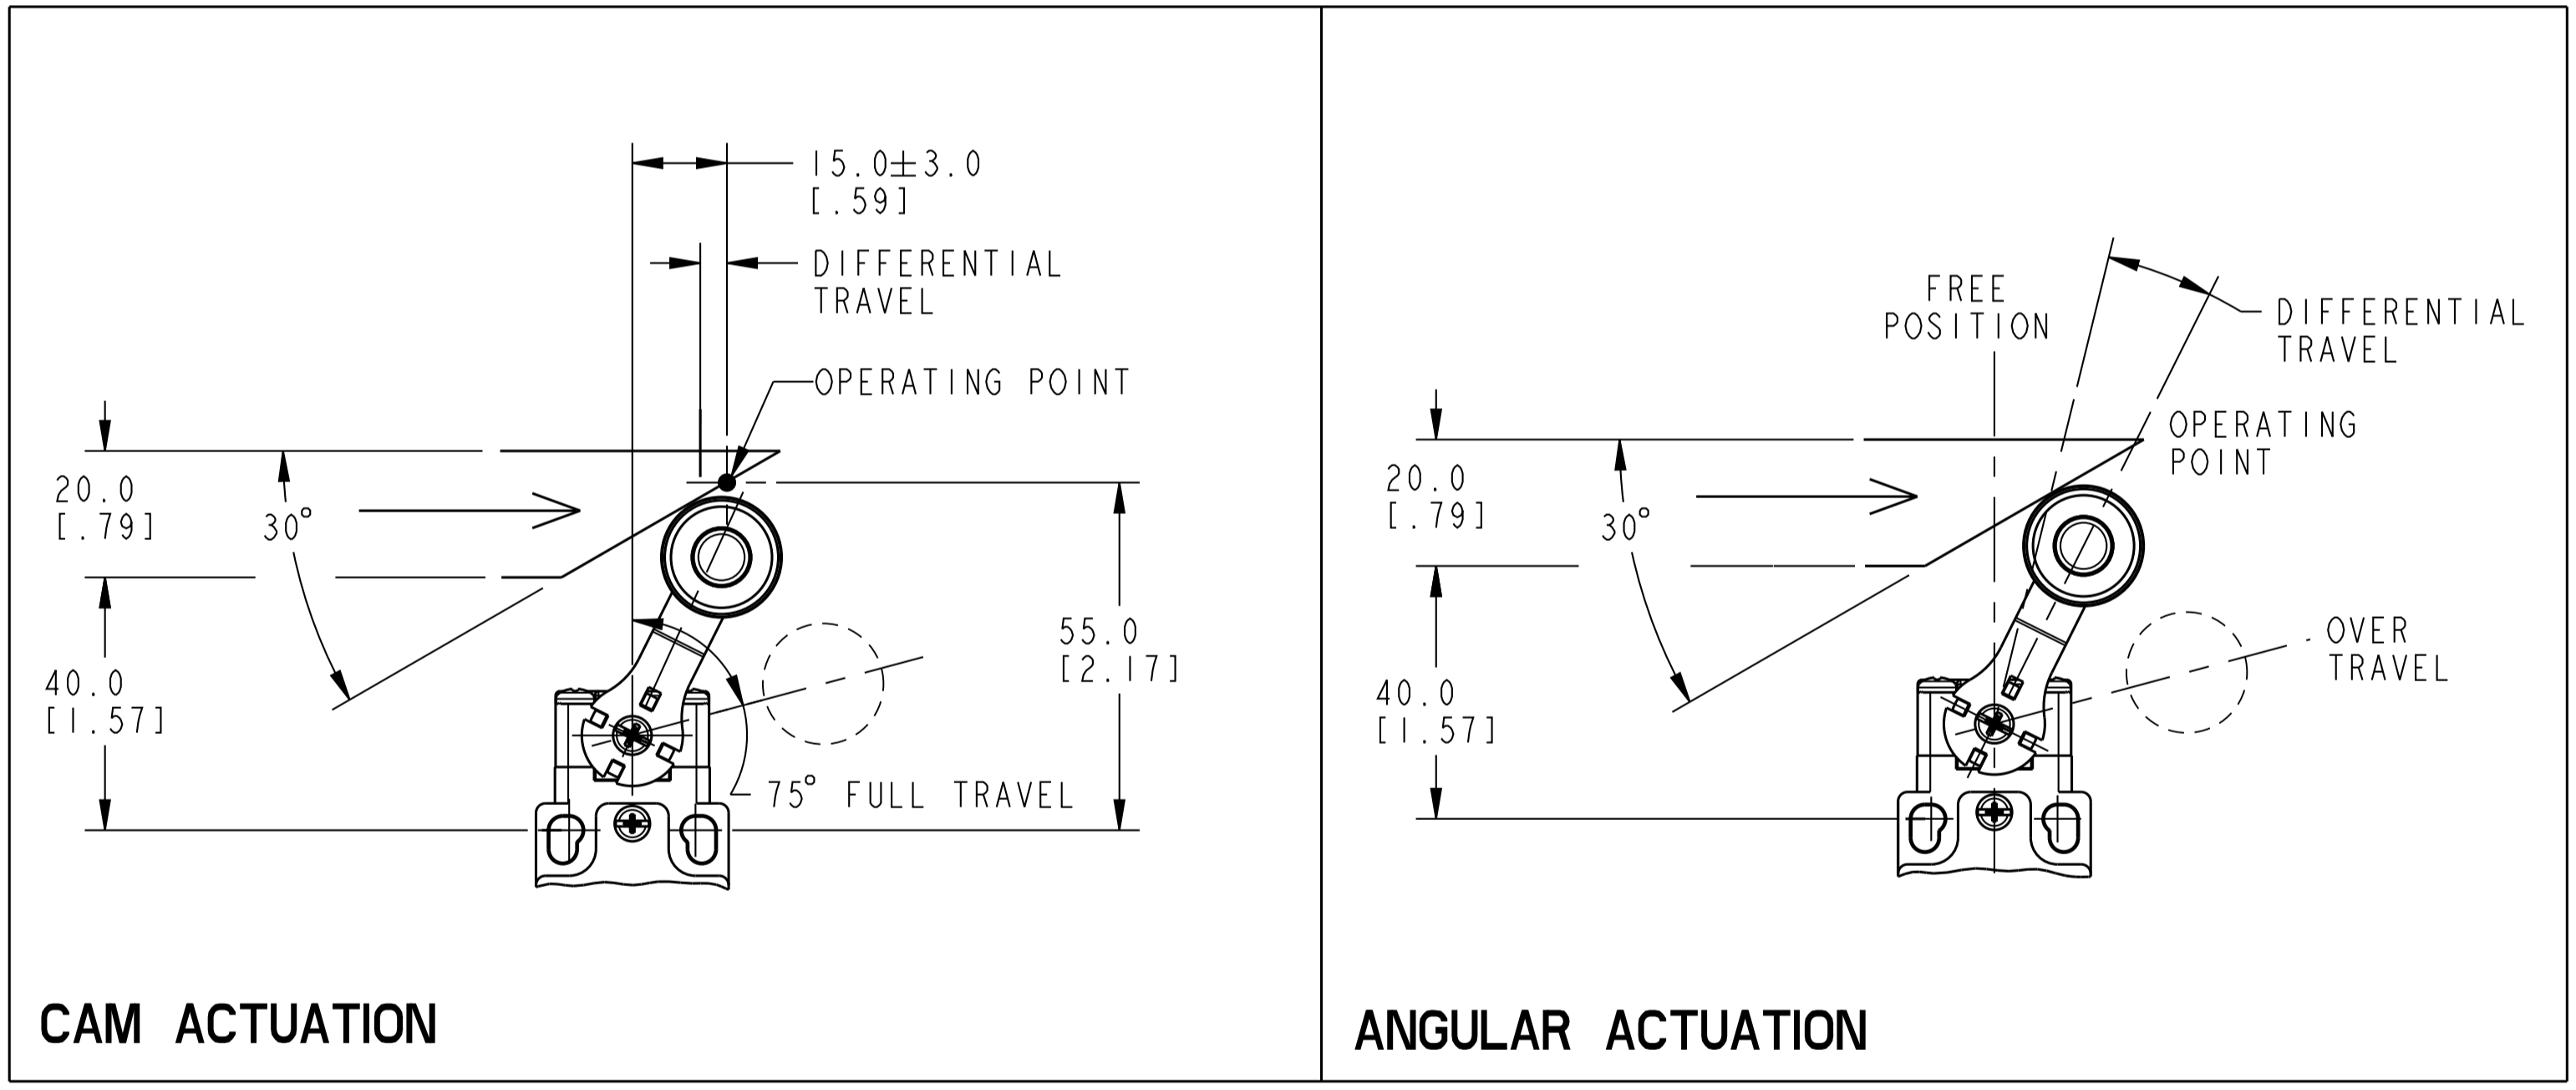 15.0±3.0
[.59]
DIFFERENTIAL
TRAVEL
OPERATING POINT
20.0
[.79]
30°
40.0
[1.57]
55.0
[2.17]
75° FULL TRAVEL
CAM ACTUATION
FREE
POSITION
DIFFERENTIAL
TRAVEL
OPERATING
POINT
20.0
[.79]
30°
40.0
[1.57]
OVER
TRAVEL
ANGULAR ACTUATION